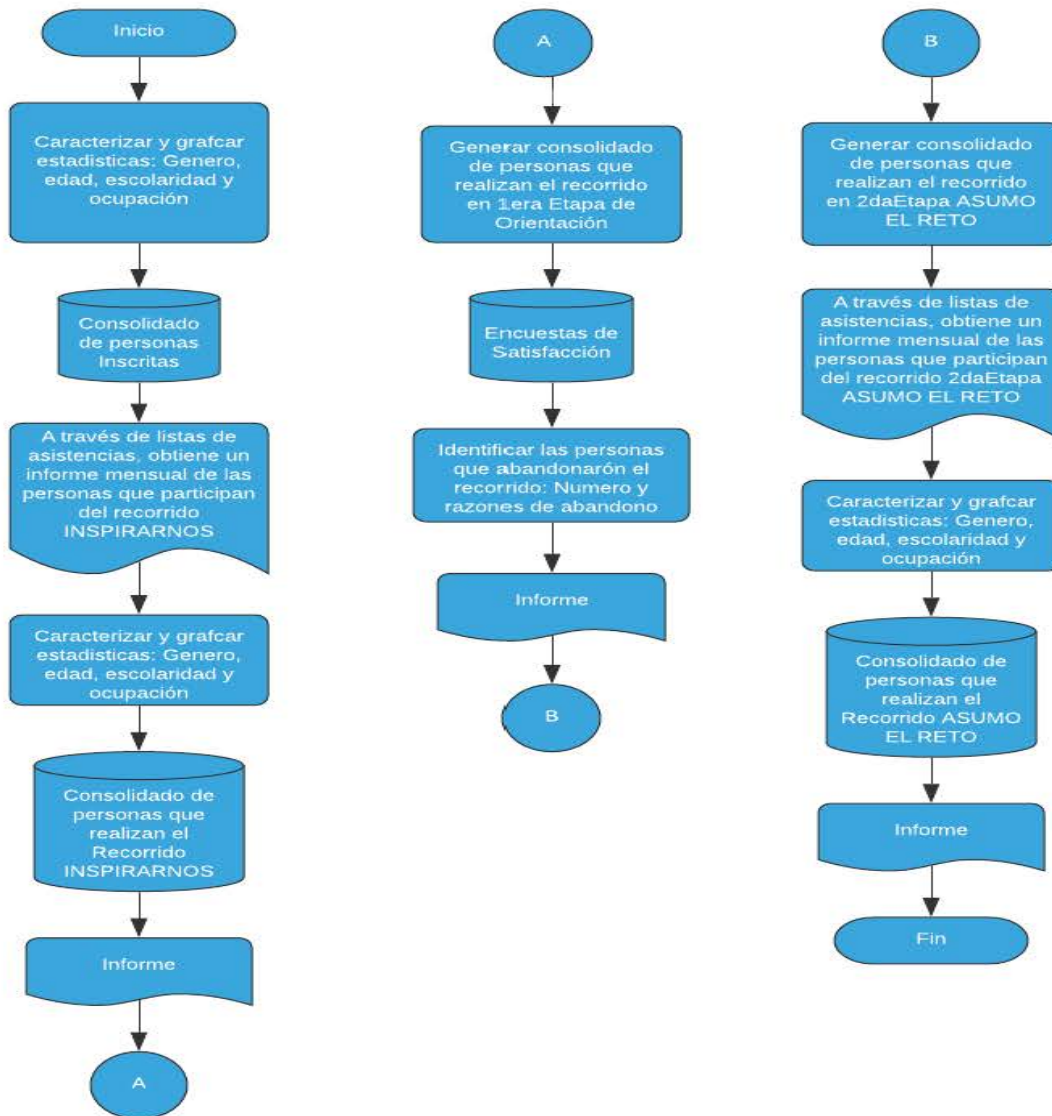 Inicio
Caracterizar y grafcar
estadisticas: Genero,
edad, escolaridad y
ocupación
Consolidado
de personas
Inscritas
A través de listas de
asistencias, obtiene un
informe mensual de las
personas que participan
del recorrido
INSPIRARNOS
Caracterizar y grafcar
estadisticas: Genero,
edad, escolaridad y
ocupación
Consolidado de
personas que
realizan el
Recorrido
INSPIRARNOS
Informe
A
A
Generar consolidado
de personas que
realizan el recorrido
en 1era Etapa de
Orientación
Encuestas de
Satisfacción
Identificar las personas
que abandonarón el
recorrido: Numero y
razones de abandono
Informe
B
B
Generar consolidado
de personas que
realizan el recorrido
en 2daEtapa ASUMO
EL RETO
A través de listas de
asistencias, obtiene un
informe mensual de las
personas que participan
del recorrido 2daEtapa
ASUMO EL RETO
Caracterizar y grafcar
estadisticas: Genero,
edad, escolaridad y
ocupación
Consolidado de
personas que
realizan el
Recorrido ASUMO
EL RETO
Informe
Fin